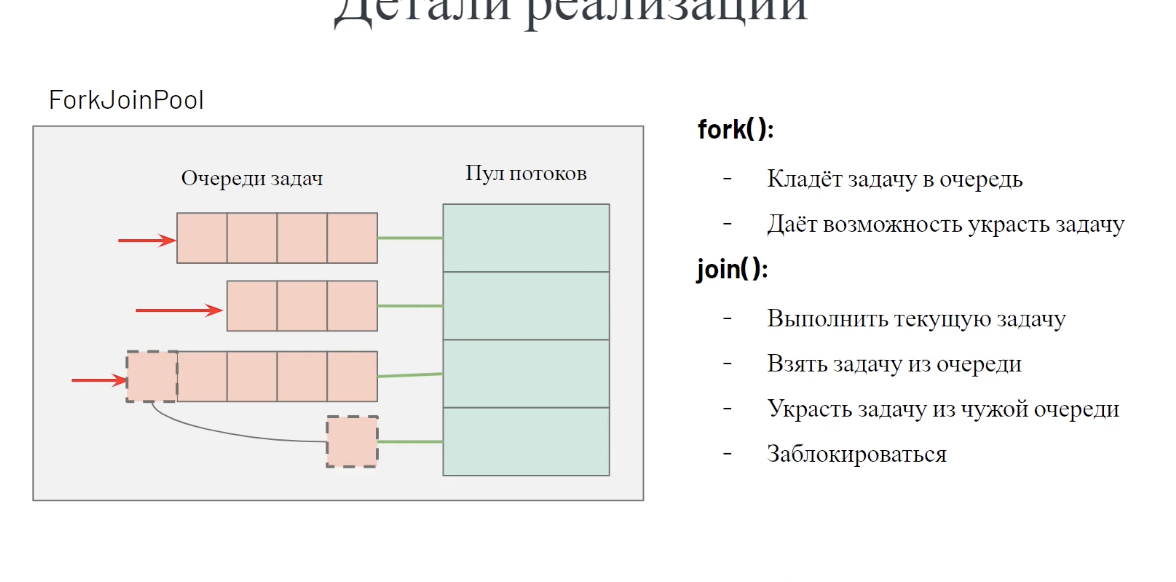 Детали реализации
ForkJoinPool
Очереди задач
Пул потоков
fork():
- Кладёт задачу в очередь
- Даёт возможность украсть задачу
join():
- Выполнить текущую задачу
- Взять задачу из очереди
- Украсть задачу из чужой очереди
- Заблокироваться